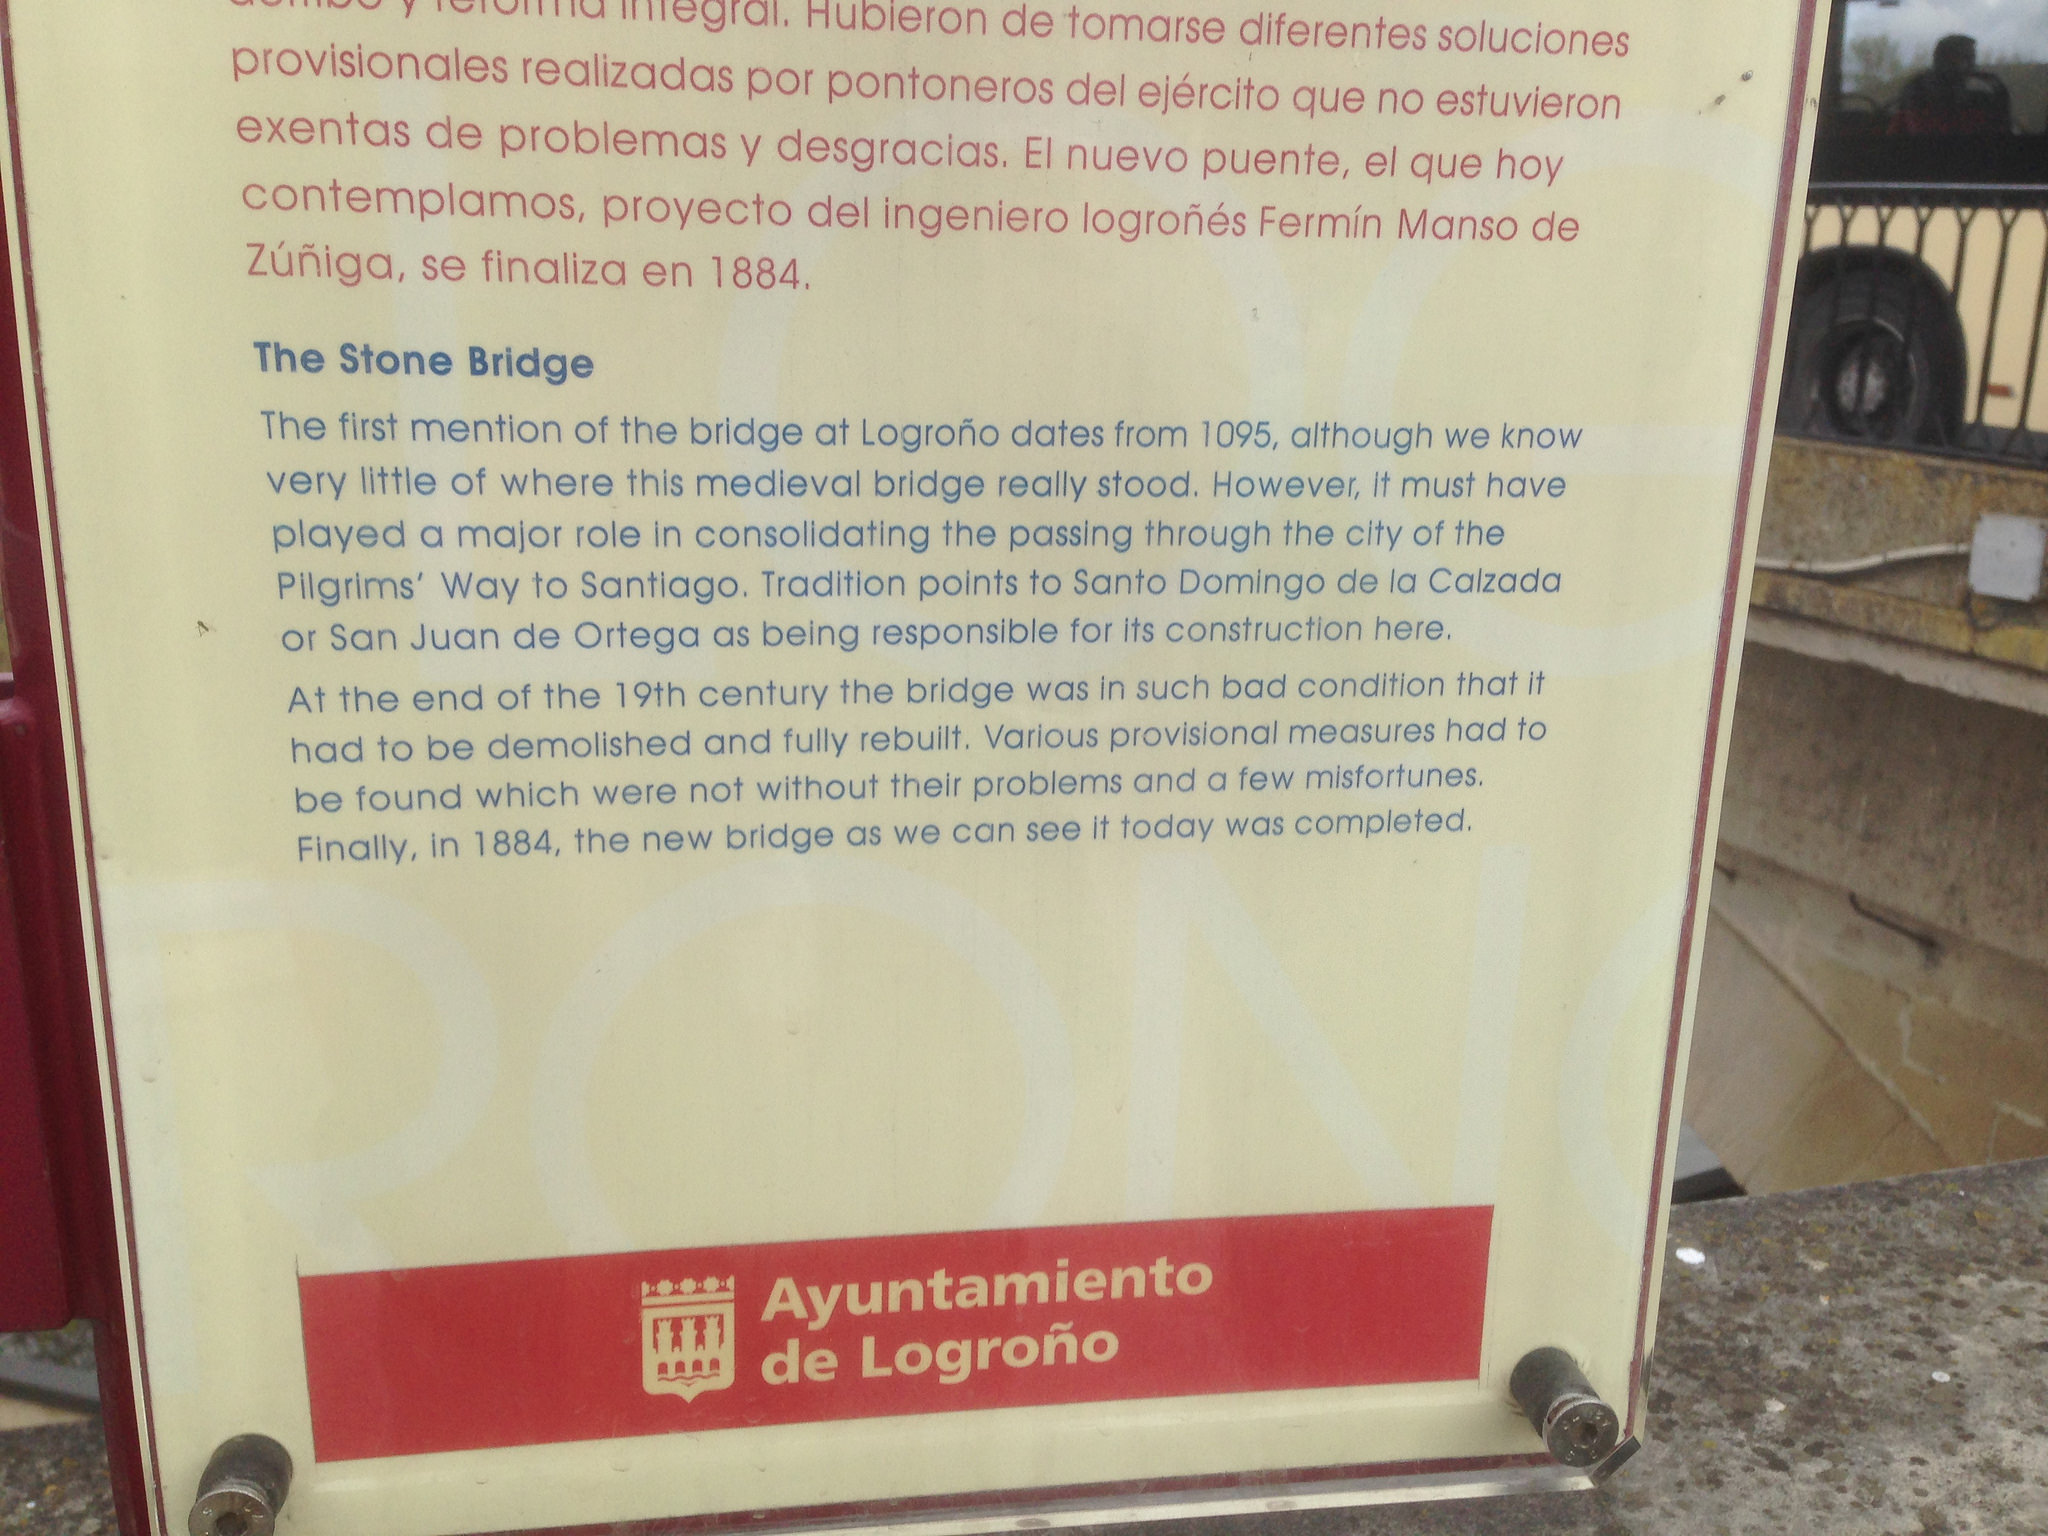 y reforma integral. Hubieron de tomarse diferentes soluciones
provisionales realizadas por pontoneros del ejército que no estuvieron
exentas de problemas y desgracias. El nuevo puente, el que hoy
contemplamos, proyecto del ingeniero logroñés Fermín Manso de
Zúñiga, se finaliza en 1884.
The Stone Bridge
The first mention of the bridge at Logroño dates from 1095, although we know
very little of where this medieval bridge really stood. However, it must have
played a major role in consolidating the passing through the city of the
Pilgrims' Way to Santiago. Tradition points to Santo Domingo de la Calzada
or San Juan de Ortega as being responsible for its construction here.
At the end of the 19th century the bridge was in such bad condition that it
had to be demolished and fully rebuilt. Various provisional measures had to
be found which were not without their problems and a few misfortunes.
Finally, in 1884, the new bridge as we can see it today was completed.
Ayuntamiento
de Logroño